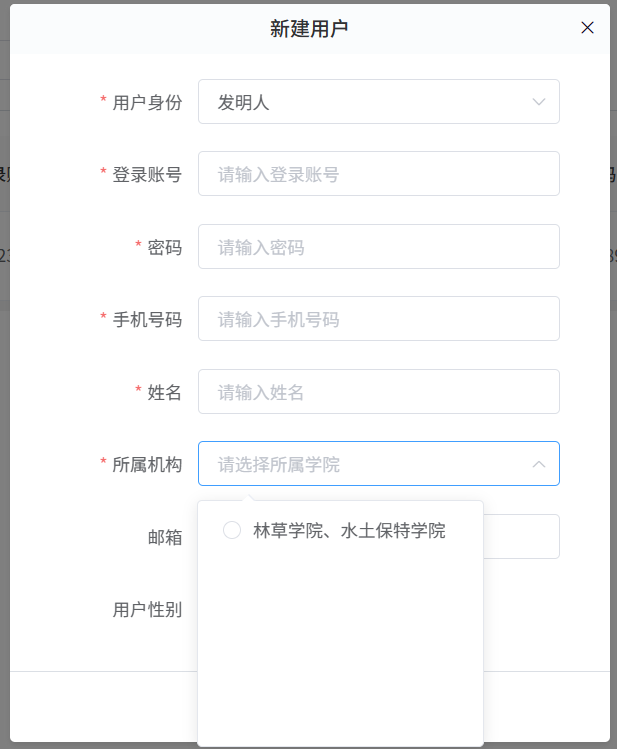 新建用户
* 用户身份 发明人
* 登录账号 请输入登录账号
* 密码 请输入密码
* 手机号码 请输入手机号码
* 姓名 请输入姓名
* 所属机构 请选择所属学院
林草学院、水土保特学院
邮箱
用户性别